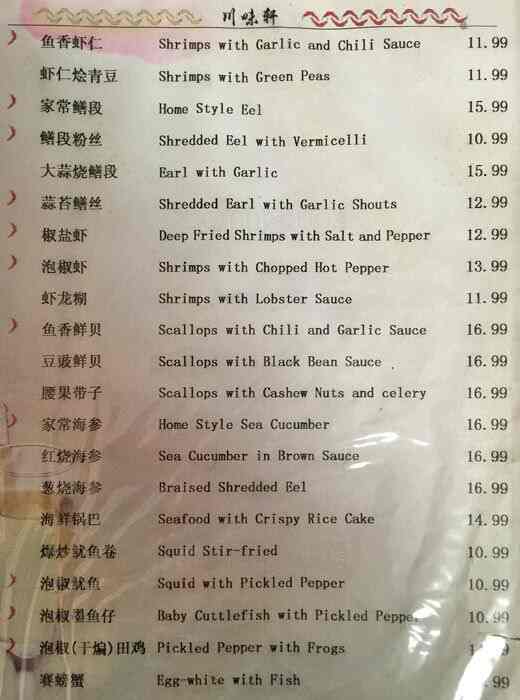 川味轩
鱼香虾仁 Shrimps with Garlic and Chili Sauce 11.99
虾仁烩青豆 Shrimps with Green Peas 11.99
家常鳝段 Home Style Eel 15.99
鳝段粉丝 Shredded Eel with Vermicelli 10.99
大蒜烧鳝段 Earl with Garlic 15.99
蒜苔鳝丝 Shredded Earl with Garlic Shouts 12.99
椒盐虾 Deep Fried Shrimps with Salt and Pepper 12.99
泡椒虾 Shrimps with Chopped Hot Pepper 13.99
虾龙糊 Shrimps with Lobster Sauce 11.99
鱼香鲜贝 Scallops with Chili and Garlic Sauce 16.99
豆豉鲜贝 Scallops with Black Bean Sauce . 16.99
腰果带子 Scallops with Cashew Nuts and celery 16.99
家常海参 Home Style Sea Cucumber 16.99
红烧海参 Sea Cucumber in Brown Sauce 16.99
葱烧海参 Braised Shredded Eel 16.99
海鲜锅巴 Seafood with Crispy Rice Cake 14.99
爆炒鱿鱼卷 Squid Stir-fried 10.99
泡椒鱿鱼 Squid with Pickled Pepper 10.99
泡椒墨鱼仔 Baby Cuttlefish with Pickled Pepper 10.99
泡椒(干煸)田鸡 Pickled Pepper with Frogs
赛螃蟹 Egg-white with Fish .99